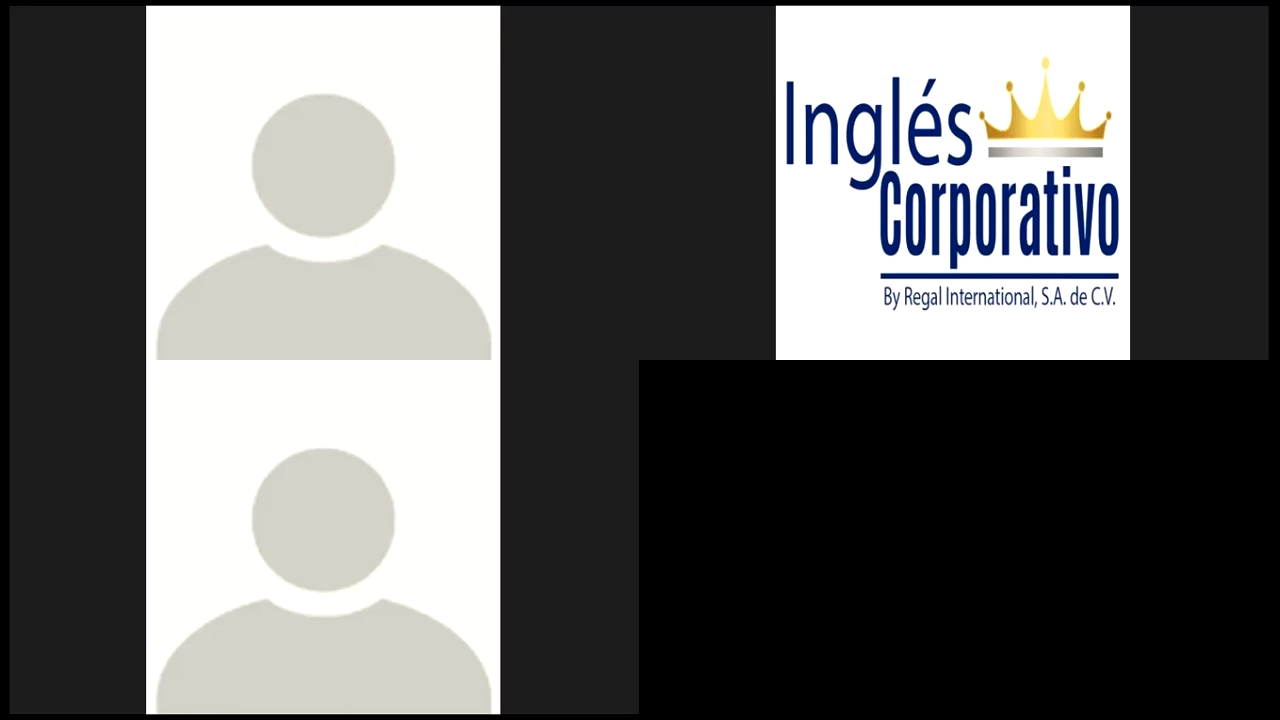 Inglés
Corporativo
By Regal International, S.A. de C.V.